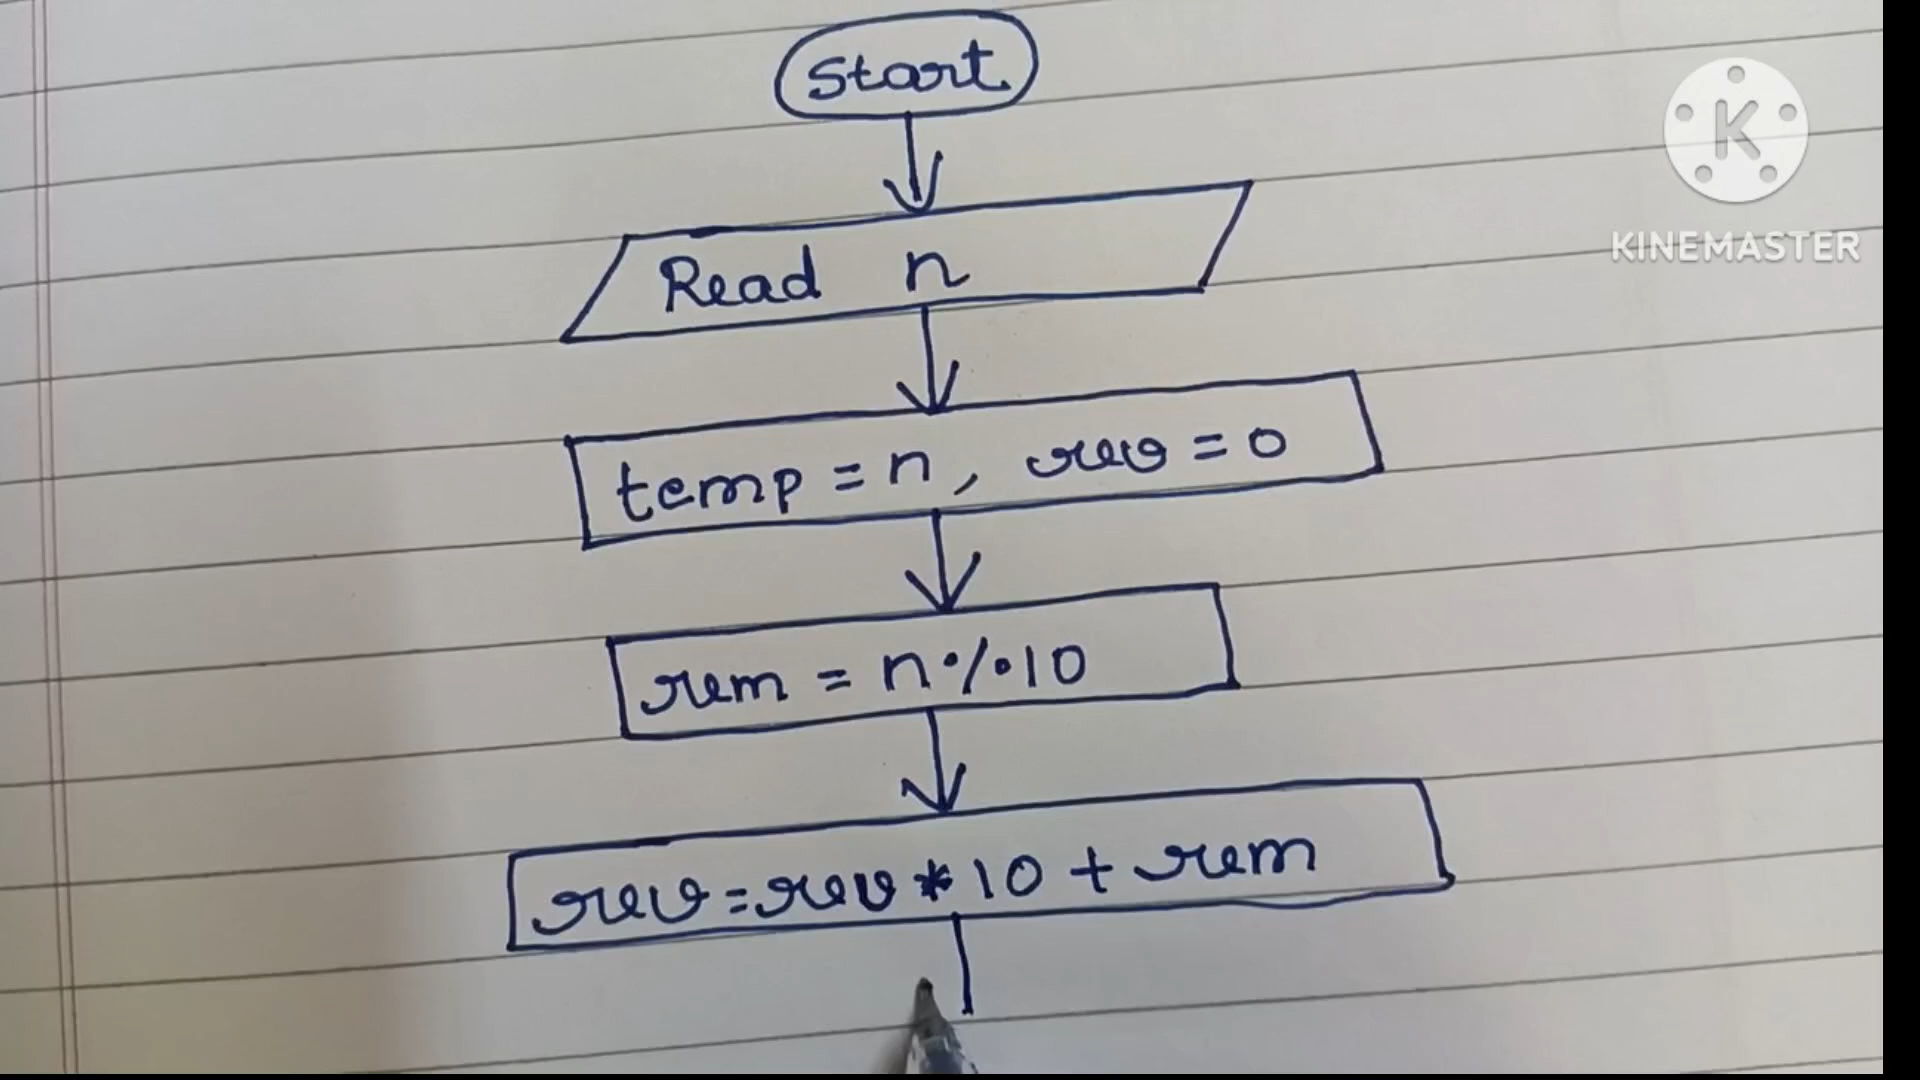 Start
KINEMASTER
Read n
temp = n, rev = 0
rem = n%10
rev = rev * 10 + rem